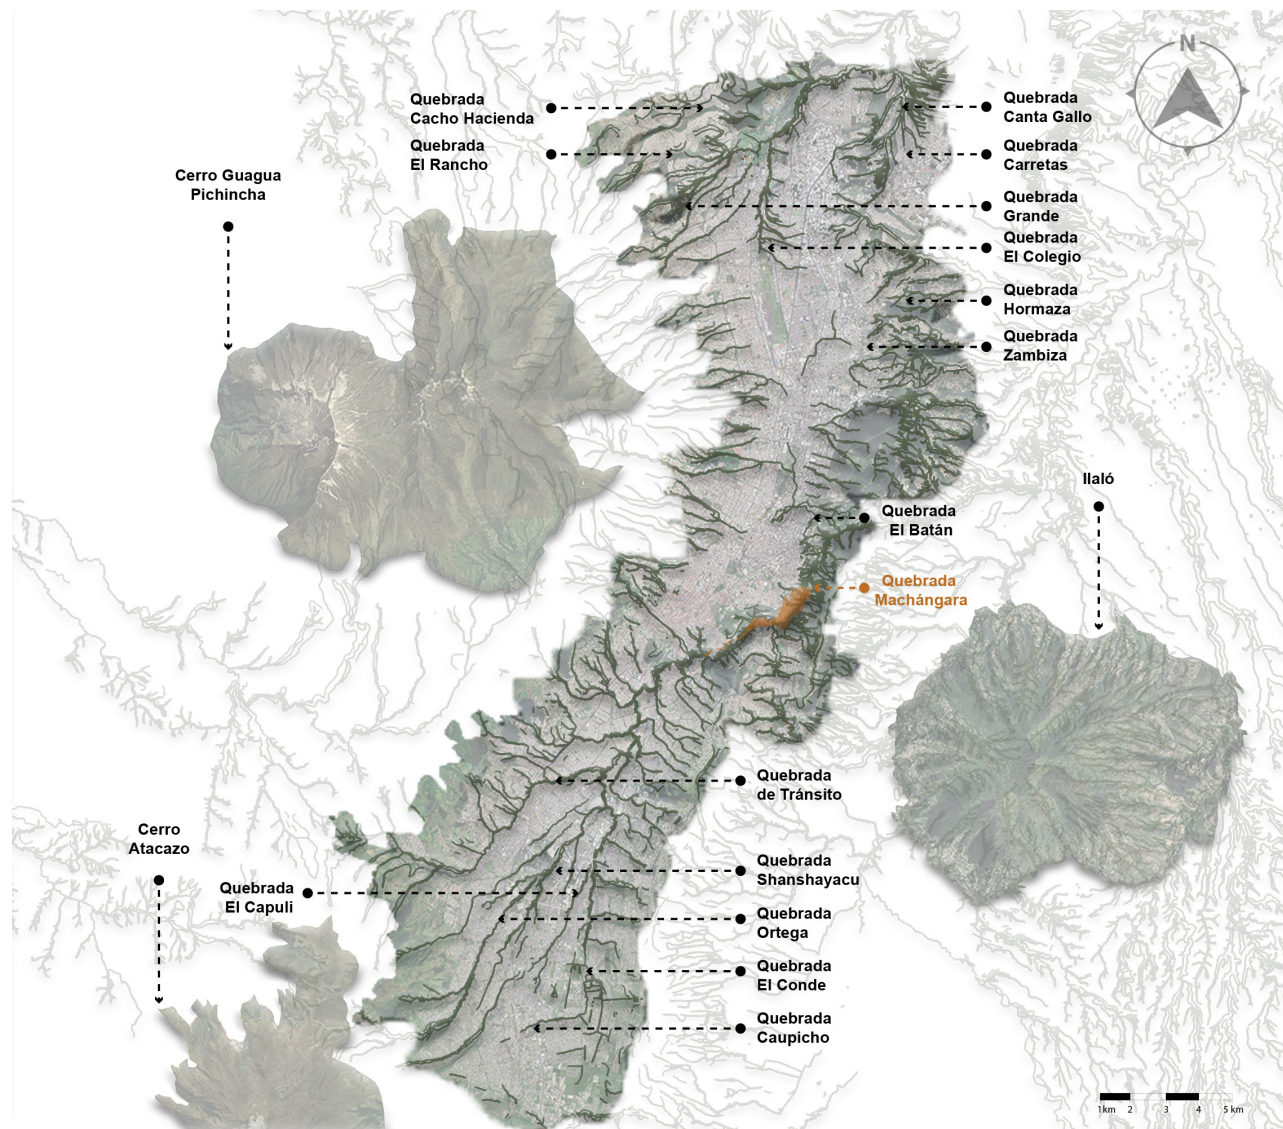 N
Quebrada
Cacho Hacienda
Quebrada
El Rancho
Quebrada
Canta Gallo
Quebrada
Carretas
Cerro Guagua
Pichincha
Quebrada
Grande
Quebrada
El Colegio
Quebrada
Hormaza
Quebrada
Zambiza
Ilaló
Quebrada
El Batán
Quebrada
Machángara
Quebrada
de Tránsito
Cerro
Atacazo
Quebrada
Shanshayacu
Quebrada
El Capuli
Quebrada
Ortega
Quebrada
El Conde
Quebrada
Caupicho
1km 2 3 4 5 km